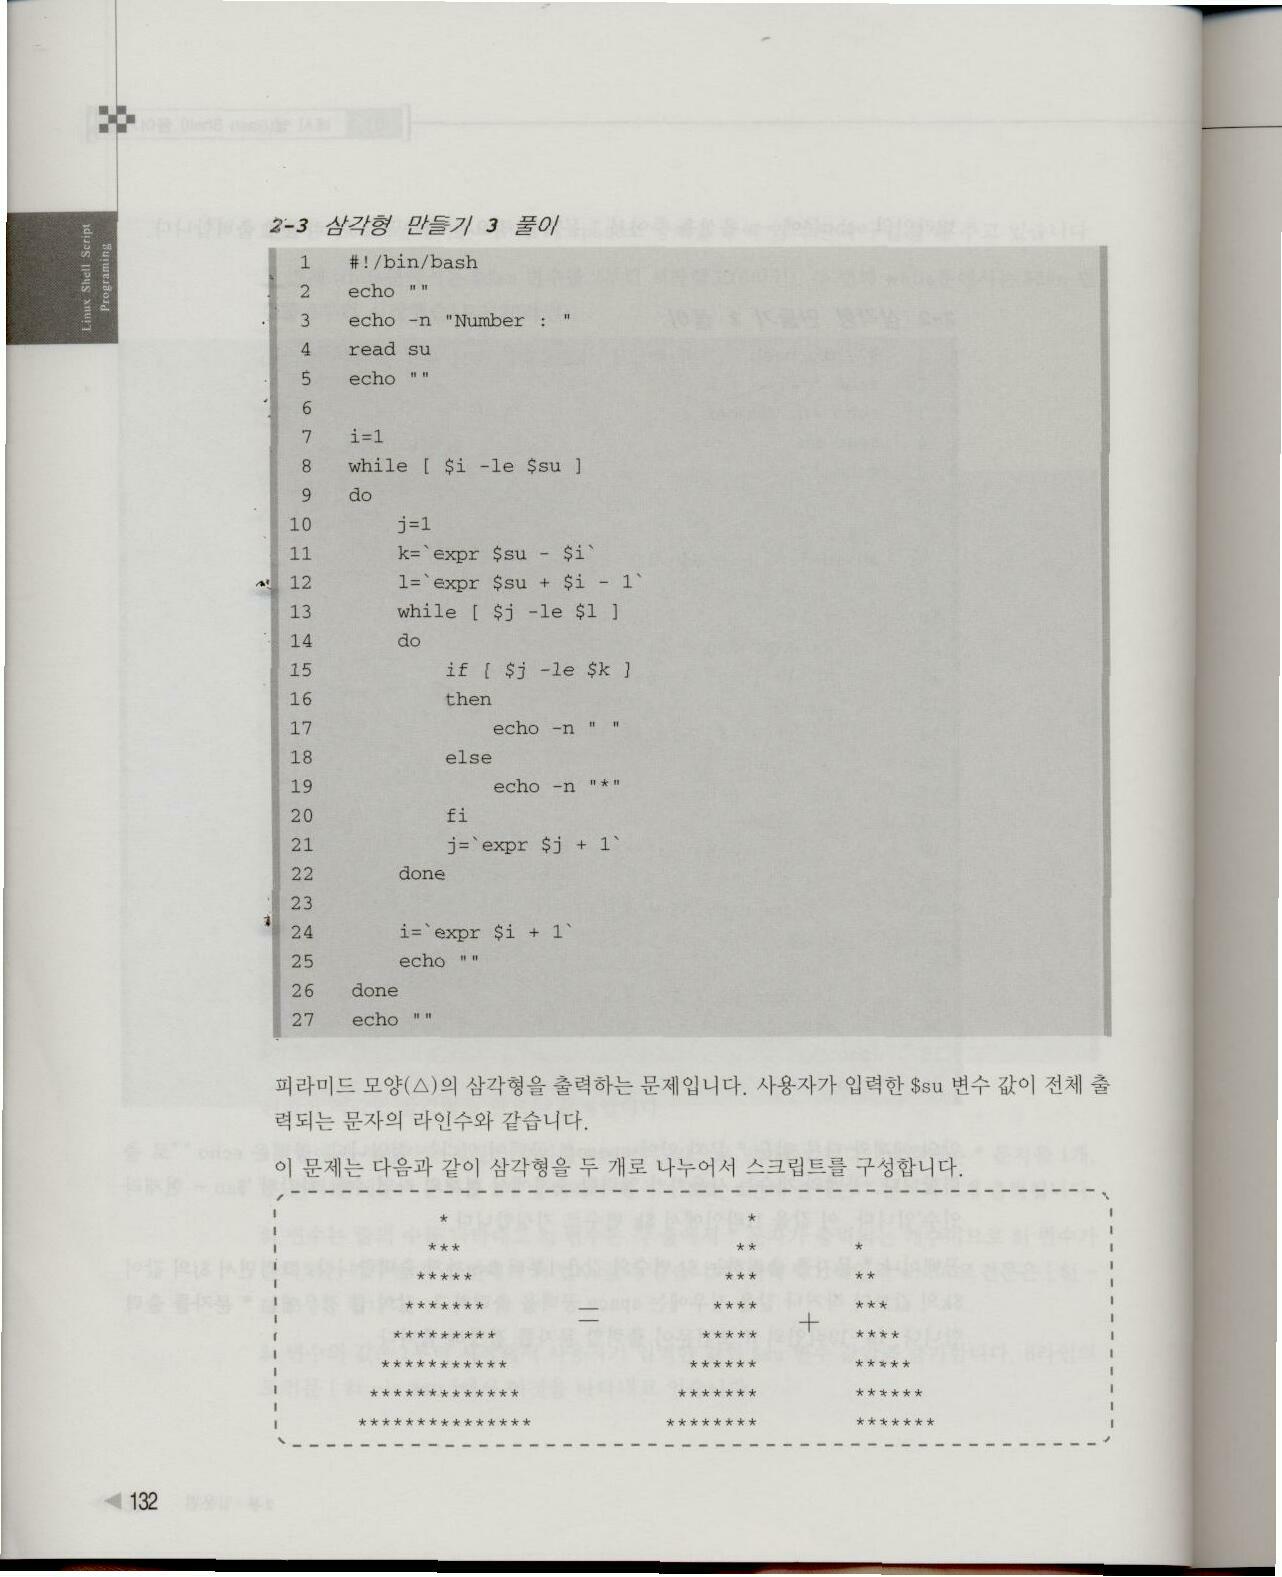 Linux Shell Script
Programing
2-3 삼각형 만들기 3 풀이
1 #!/bin/bash
2 echo ""
3 echo -n "Number : "
4 read su
5 echo ""
6
7 i=1
8 while [ $i -le $su ]
9 do
10 j=1
11 k=`expr $su - $i`
12 l=`expr $su + $i - 1`
13 while [ $j -le $l ]
14 do
15 if [ $j -le $k ]
16 then
17 echo -n " "
18 else
19 echo -n "*"
20 fi
21 j=`expr $j + 1`
22 done
23
24 i=`expr $i + 1`
25 echo ""
26 done
27 echo ""
피라미드 모양(△)의 삼각형을 출력하는 문제입니다. 사용자가 입력한 $su 변수 값이 전체 출
력되는 문자의 라인수와 같습니다.
이 문제는 다음과 같이 삼각형을 두 개로 나누어서 스크립트를 구성합니다.
* *
*** ** *
***** *** **
******* = **** + ***
********* ***** ****
*********** ****** *****
************* ******* ******
*************** ******** *******
◀ 132